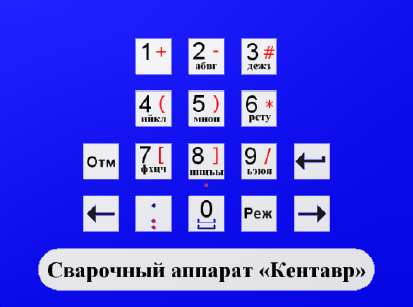 1 + 2 - 3 #
абвг дежз
4 ( 5 ) 6 *
ийкл мноп рсту
Отм 7 [ 8 ] 9 /
фхцч шщъы ьэюя
: 0 Реж
Сварочный аппарат «Кентавр»